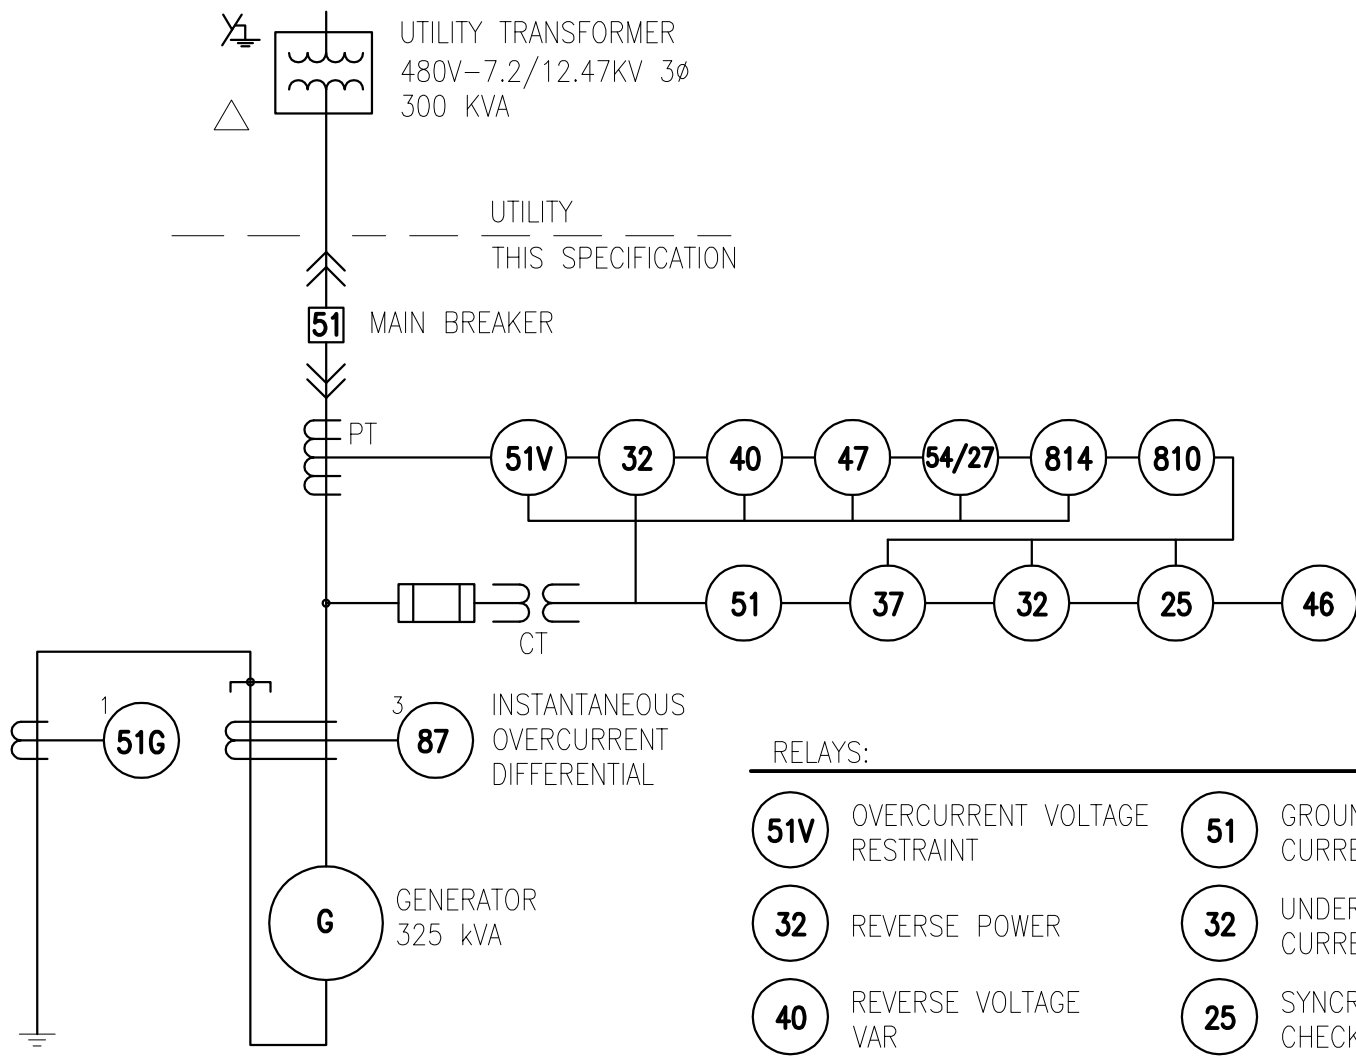 UTILITY TRANSFORMER
480V-7.2/12.47KV 3ø
300 KVA
UTILITY
THIS SPECIFICATION
51 MAIN BREAKER
PT
51V 32 40 47 54/27 814 810
51 37 32 25 46
CT
1 51G
3 87
INSTANTANEOUS
OVERCURRENT
DIFFERENTIAL
G
GENERATOR
325 kVA
RELAYS:
51V OVERCURRENT VOLTAGE
RESTRAINT
32 REVERSE POWER
40 REVERSE VOLTAGE
VAR
51
32
UNDER
25
CHECK